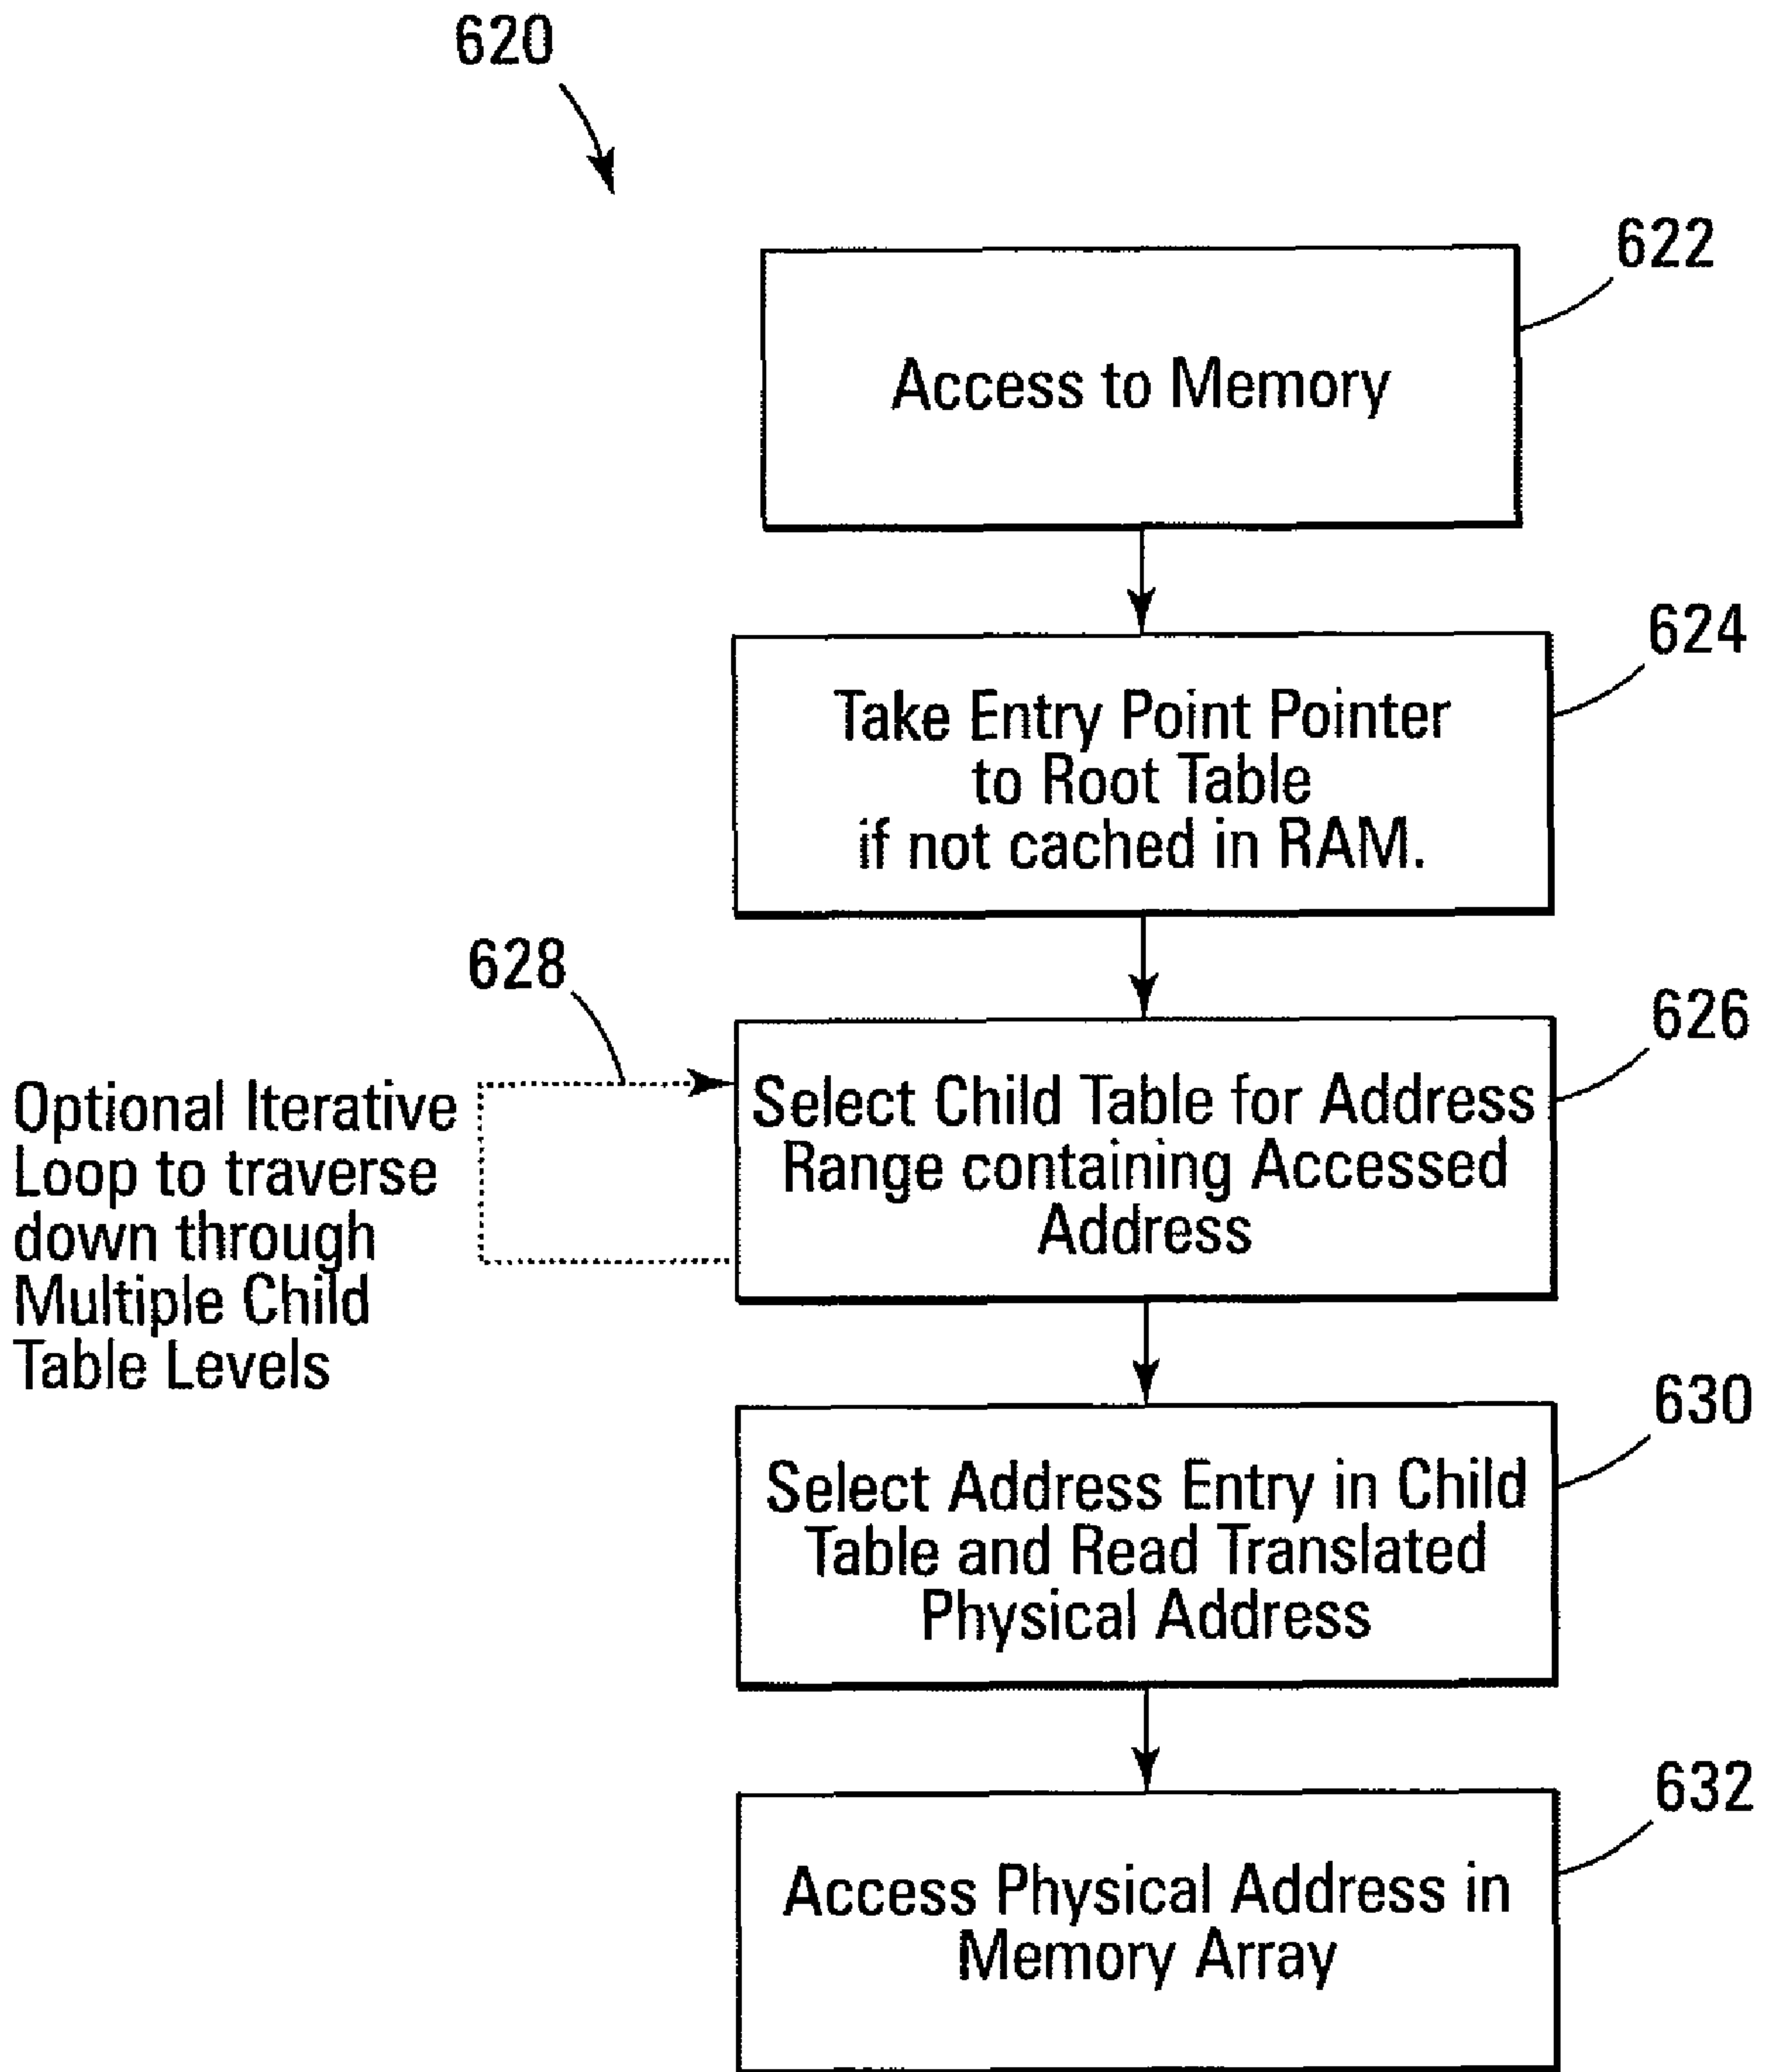 620
622
Access to Memory
624
Take Entry Point Pointer
to Root Table
if not cached in RAM.
628
626
Optional Iterative
Loop to traverse
down through
Multiple Child
Table Levels
Select Child Table for Address
Range containing Accessed
Address
630
Select Address Entry in Child
Table and Read Translated
Physical Address
632
Access Physical Address in
Memory Array